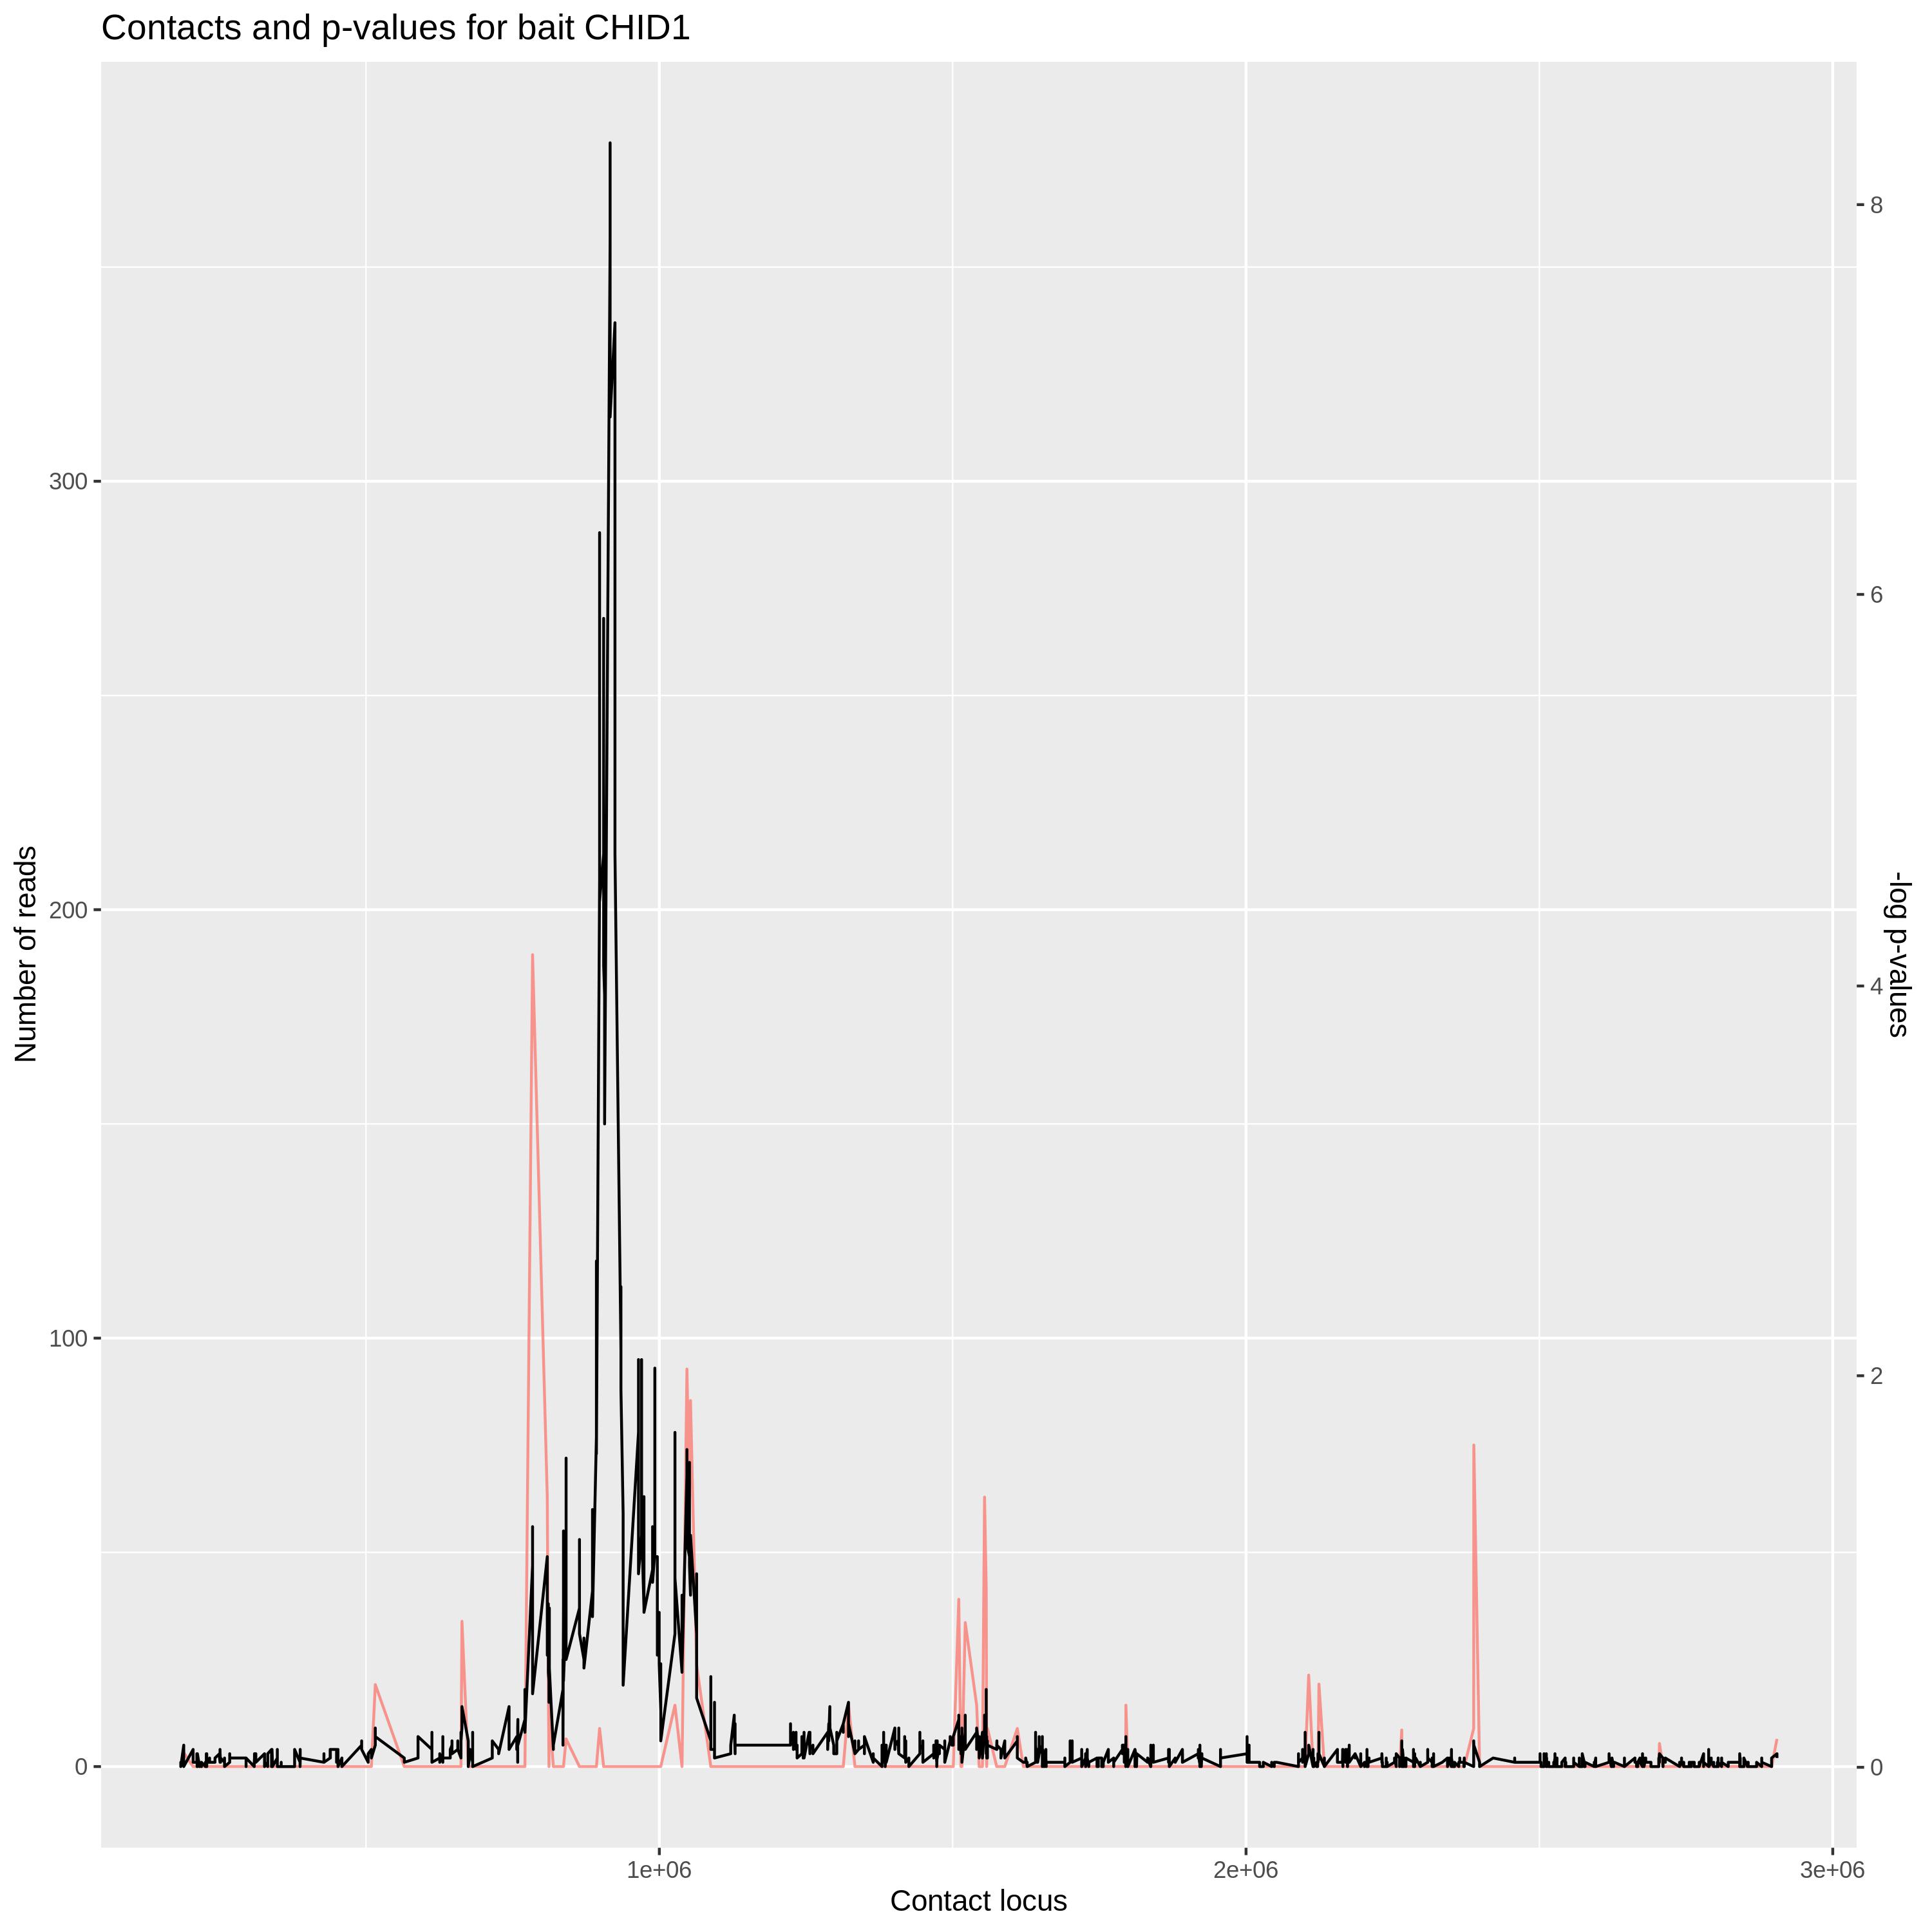 Contacts and p-values for bait CHID1
Number of reads
300
200
100
0
8
6
4
2
0
-log p-values
1e+06
2e+06
3e+06
Contact locus